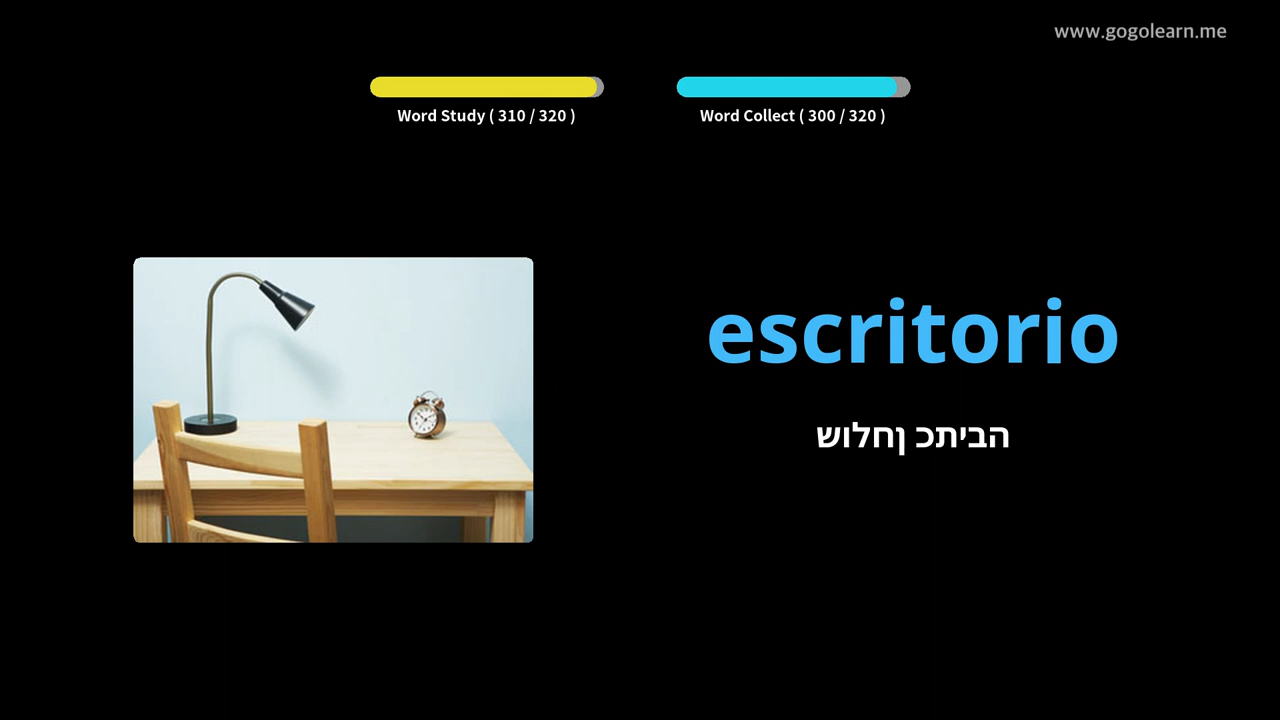 www.gogolearn.me
Word Study ( 310 / 320 )
Word Collect ( 300 / 320 )
escritorio
הביתכ ןחלוש